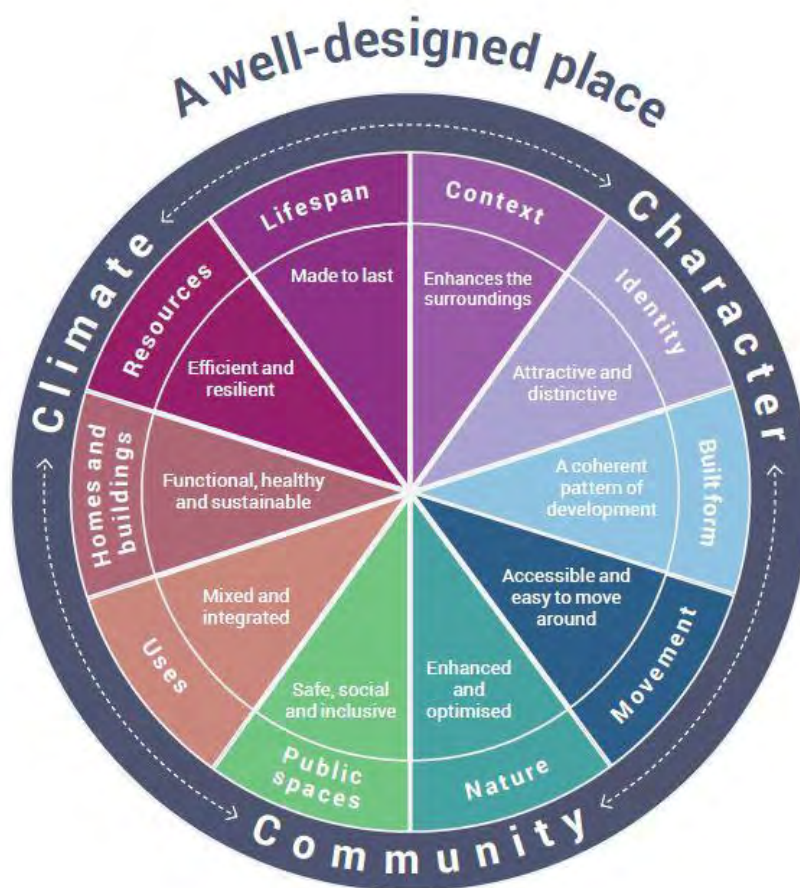 A well-designed place
Climate
Character
Community
Context
Enhances the
surroundings
Identity
Attractive and
distinctive
Built form
A coherent
pattern of
development
Movement
Accessible and
easy to move
around
Nature
Enhanced
and
optimised
Public
spaces
Safe, social
and inclusive
Uses
Mixed and
integrated
Homes and
buildings
Functional, healthy
and sustainable
Resources
Efficient and
resilient
Lifespan
Made to last